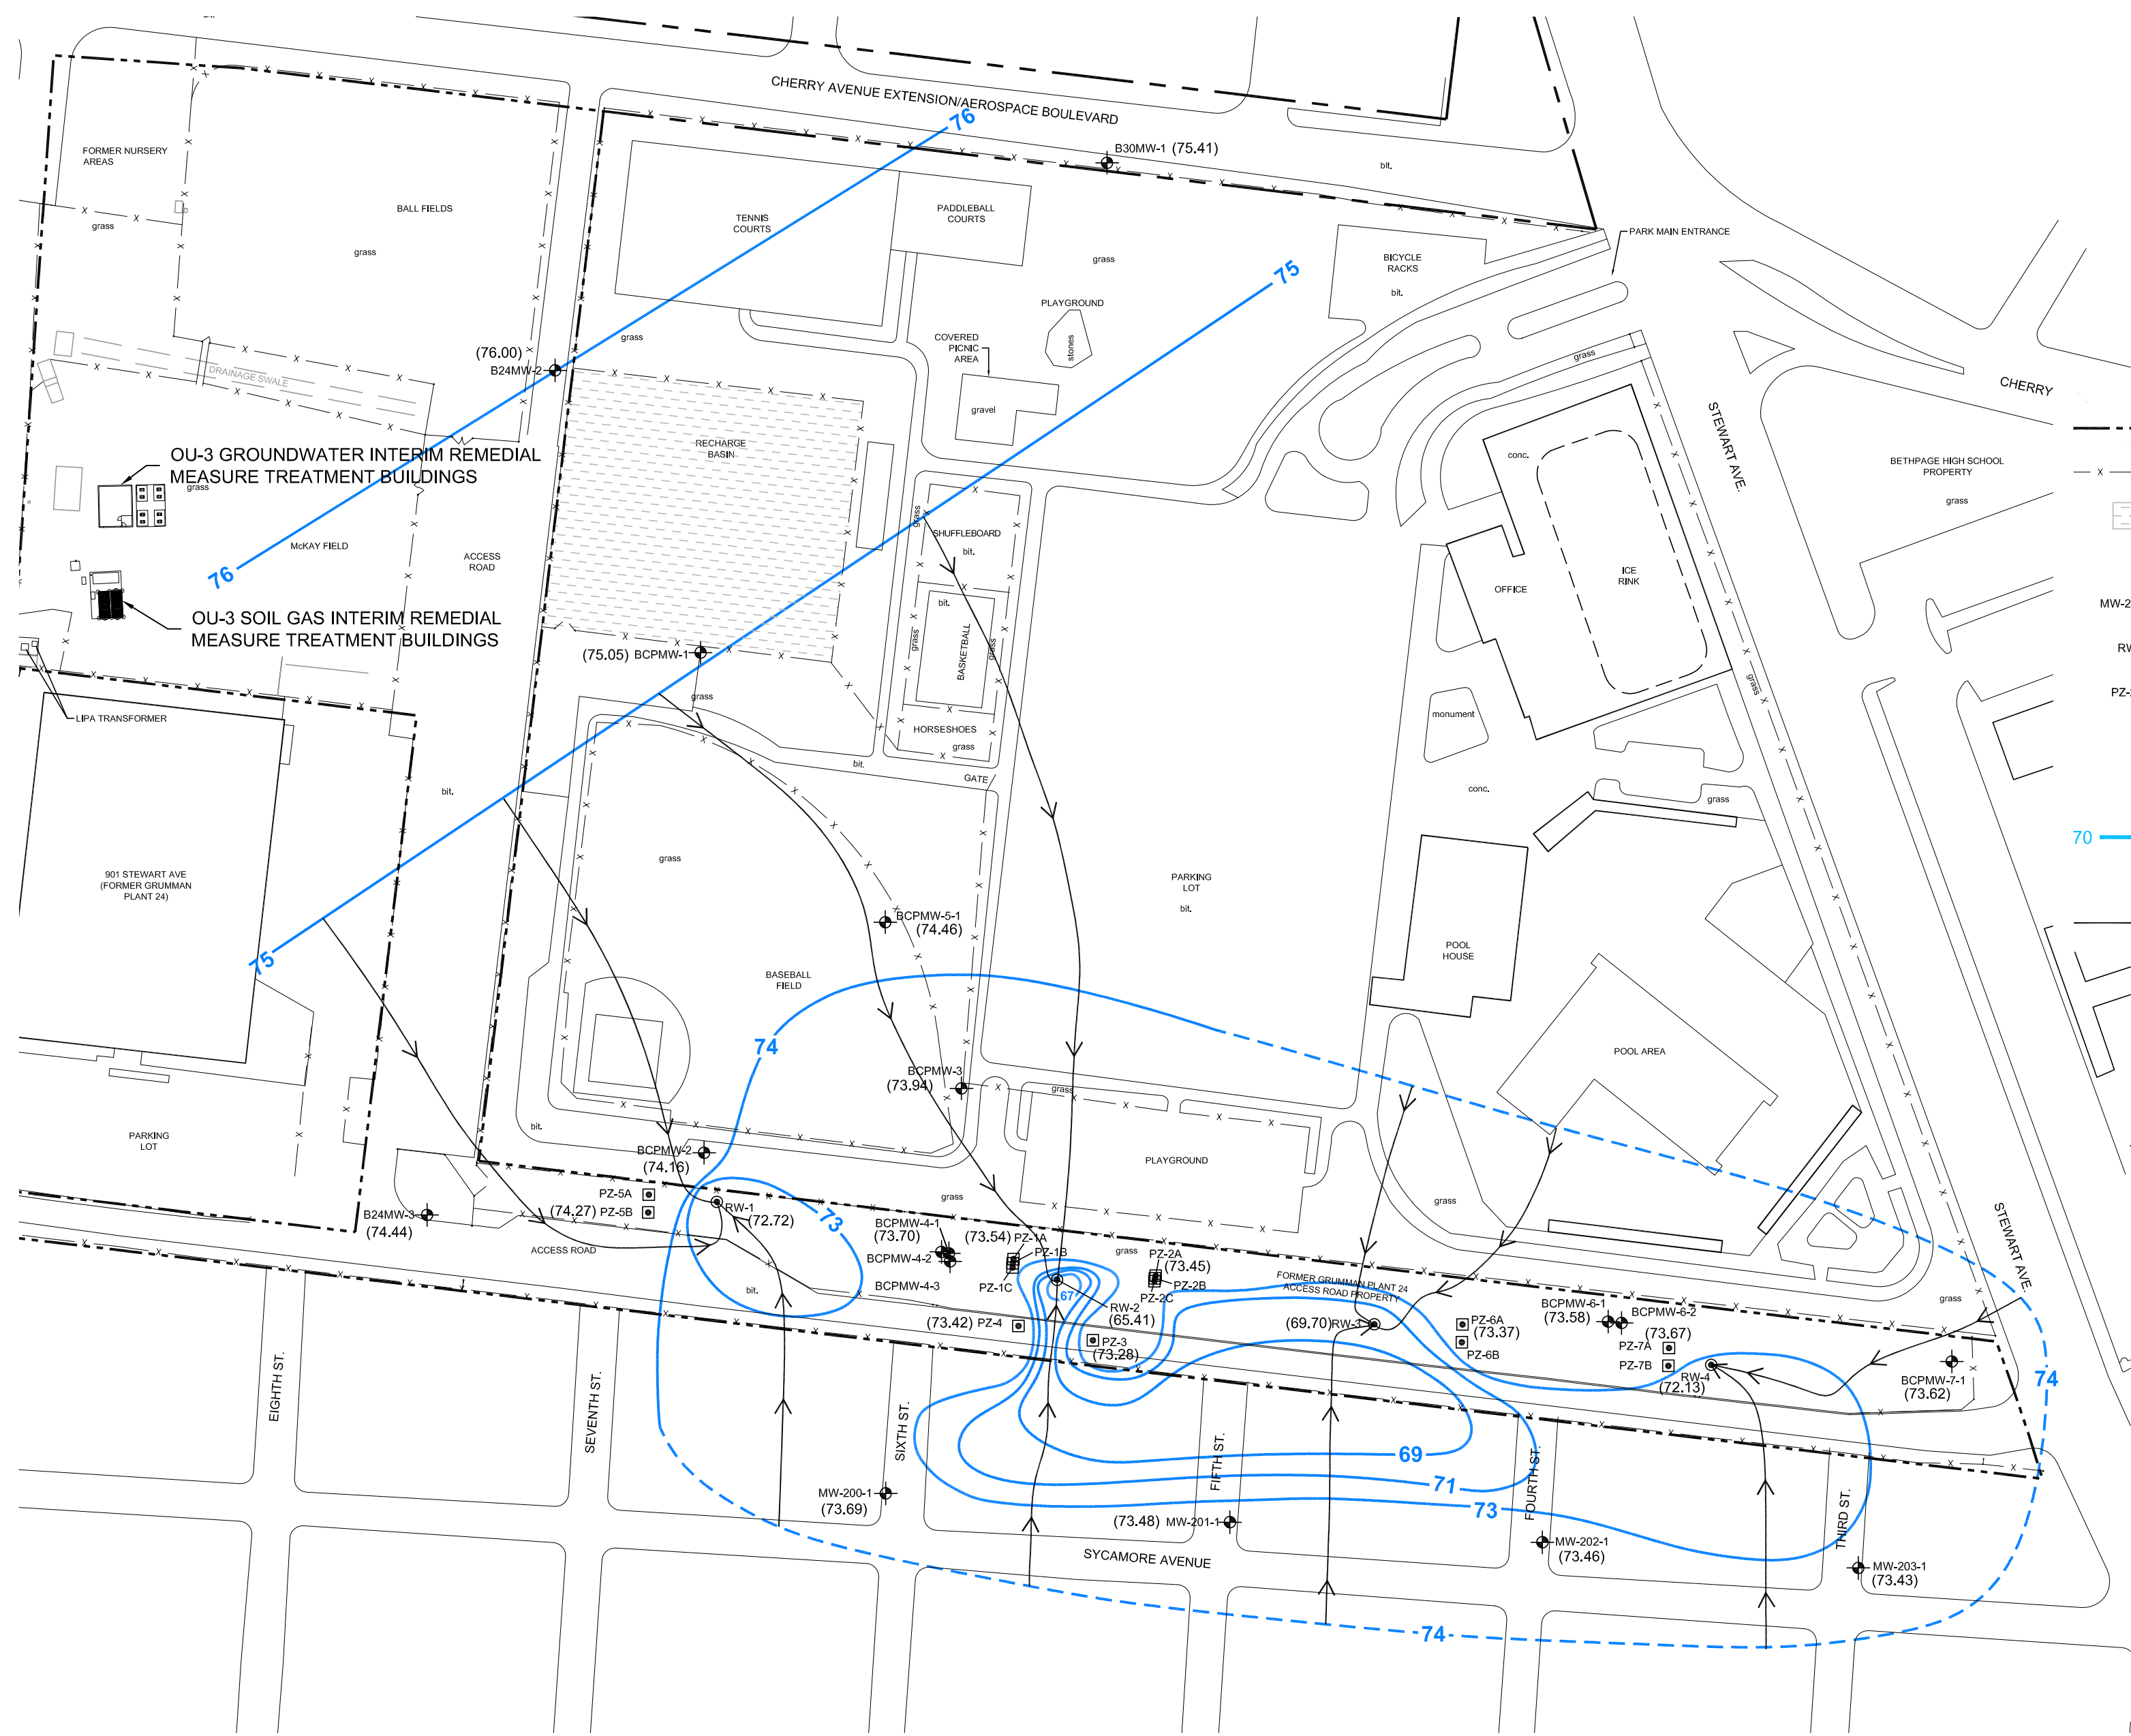 CHERRY AVENUE EXTENSION/AEROSPACE BOULEVARD
76
B30MW-1 (75.41)
bit.
FORMER NURSERY
AREAS
grass
BALL FIELDS
grass
TENNIS
COURTS
PADDLEBALL
COURTS
grass
PARK MAIN ENTRANCE
BICYCLE
RACKS
bit.
75
PLAYGROUND
stones
COVERED
PICNIC
AREA
gravel
grass
(76.00)
B24MW-2
DRAINAGE SWALE
grass
CHERRY
STEWART AVE.
RECHARGE
BASIN
OU-3 GROUNDWATER INTERIM REMEDIAL
MEASURE TREATMENT BUILDINGS
grass
conc.
BETHPAGE HIGH SCHOOL
PROPERTY
grass
grass
SHUFFLEBOARD
bit.
McKAY FIELD
ACCESS
ROAD
76
ICE
RINK
OFFICE
bit.
MW-2
OU-3 SOIL GAS INTERIM REMEDIAL
MEASURE TREATMENT BUILDINGS
grass
BASKETBALL
grass
(75.05) BCPMW-1
RW
grass
PZ-
grass
LIPA TRANSFORMER
monument
HORSESHOES
grass
bit.
GATE
bit.
conc.
grass
70
grass
901 STEWART AVE
(FORMER GRUMMAN
PLANT 24)
PARKING
LOT
bit.
BCPMW-5-1
(74.46)
POOL
HOUSE
75
BASEBALL
FIELD
74
POOL AREA
BCPMW-3
(73.94)
grass
bit.
PARKING
LOT
BCPMW-2
(74.16)
PLAYGROUND
grass
grass
PZ-5A
(74.27) PZ-5B
RW-1
(72.72)
73
B24MW-3
(74.44)
ACCESS ROAD
BCPMW-4-1
(73.70)
BCPMW-4-2
BCPMW-4-3
(73.54) PZ-1A
PZ-1B
PZ-1C
grass
PZ-2A
(73.45)
PZ-2B
PZ-2C
FORMER GRUMMAN PLANT 24
ACCESS ROAD PROPERTY
STEWART AVE.
grass
bit.
67
RW-2
(65.41)
(73.42) PZ-4
PZ-3
(73.28)
(69.70) RW-3
PZ-6A
(73.37)
PZ-6B
BCPMW-6-1
(73.58)
BCPMW-6-2
(73.67)
PZ-7A
PZ-7B
RW-4
(72.13)
BCPMW-7-1
(73.62)
74
EIGHTH ST.
SEVENTH ST.
SIXTH ST.
FIFTH ST.
FOURTH ST.
THIRD ST.
69
71
73
MW-200-1
(73.69)
(73.48) MW-201-1
MW-202-1
(73.46)
MW-203-1
(73.43)
SYCAMORE AVENUE
74